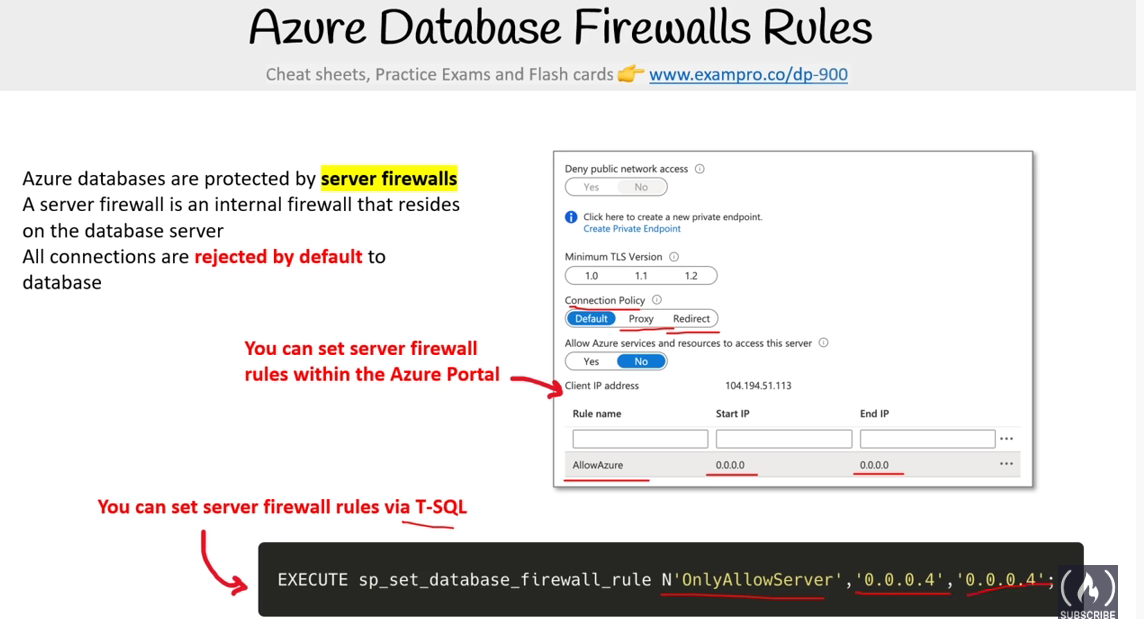 Azure Database Firewalls Rules
Cheat sheets, Practice Exams and Flash cards 👉 www.exampro.co/dp-900
Azure databases are protected by server firewalls
A server firewall is an internal firewall that resides
on the database server
All connections are rejected by default to
database
You can set server firewall
rules within the Azure Portal
Deny public network access
Yes No
Click here to create a new private endpoint.
Create Private Endpoint
Minimum TLS Version
1.0 1.1 1.2
Connection Policy
Default Proxy Redirect
Allow Azure services and resources to access this server
Yes No
Client IP address 104.194.51.113
Rule name Start IP End IP
AllowAzure 0.0.0.0 0.0.0.0
You can set server firewall rules via T-SQL
EXECUTE sp_set_database_firewall_rule N'OnlyAllowServer','0.0.0.4','0.0.0.4';
SUBSCRIBE